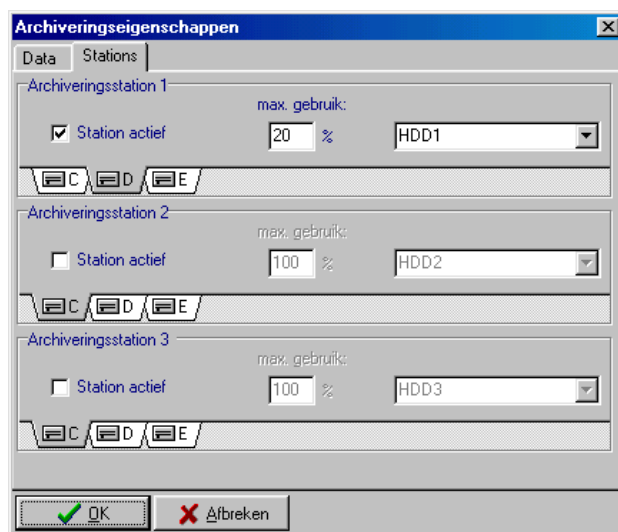 Archiveringseigenschappen
Data Stations
Archiveringsstation 1
max. gebruik:
Station actief 20 % HDD1
C D E
Archiveringsstation 2
max. gebruik:
Station actief 100 % HDD2
C D E
Archiveringsstation 3
max. gebruik:
Station actief 100 % HDD3
C D E
OK Afbreken